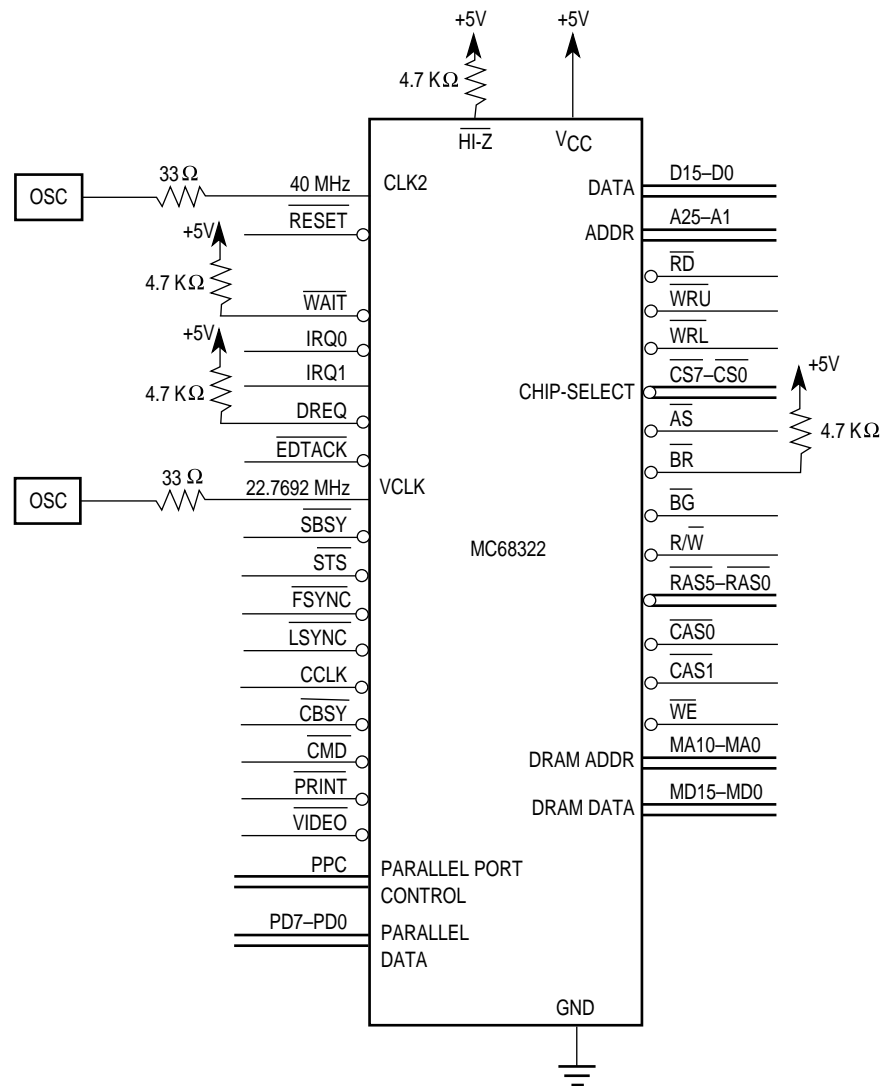 +5V
+5V
4.7 KΩ
HI-Z
VCC
33 Ω
OSC
40 MHz
CLK2
DATA
D15–D0
RESET
ADDR
A25–A1
+5V
RD
4.7 KΩ
WAIT
WRU
+5V
IRQ0
WRL
IRQ1
+5V
4.7 KΩ
CHIP-SELECT
CS7–CS0
DREQ
AS
4.7 KΩ
EDTACK
BR
33 Ω
OSC
22.7692 MHz
VCLK
BG
SBSY
MC68322
R/W
STS
FSYNC
RAS5–RAS0
LSYNC
CAS0
CCLK
CAS1
CBSY
WE
CMD
DRAM ADDR
MA10–MA0
PRINT
DRAM DATA
MD15–MD0
VIDEO
PPC
PARALLEL PORT
CONTROL
PD7–PD0
PARALLEL
DATA
GND